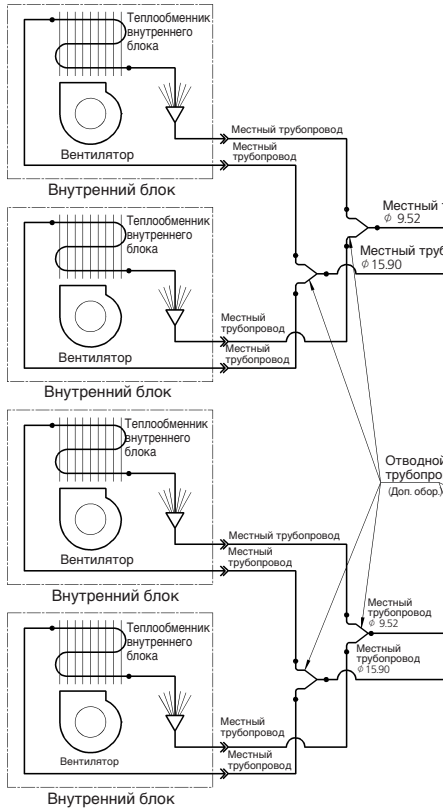 Теплообменник
внутреннего
блока
Вентилятор
Внутренний блок
Местный трубопровод
Местный
трубопровод
Местный
ϕ 9.52
Теплообменник
внутреннего
блока
Вентилятор
Внутренний блок
Местный
трубопровод
Местный
трубопровод
Местный труб
ϕ 15.90
Теплообменник
внутреннего
блока
Вентилятор
Внутренний блок
Местный трубопровод
Местный
трубопровод
Отводной
трубопро
(Доп. обор.)
Теплообменник
внутреннего
блока
Вентилятор
Внутренний блок
Местный
трубопровод
Местный
трубопровод
Местный
трубопровод
ϕ 9.52
Местный
трубопровод
ϕ 15.90